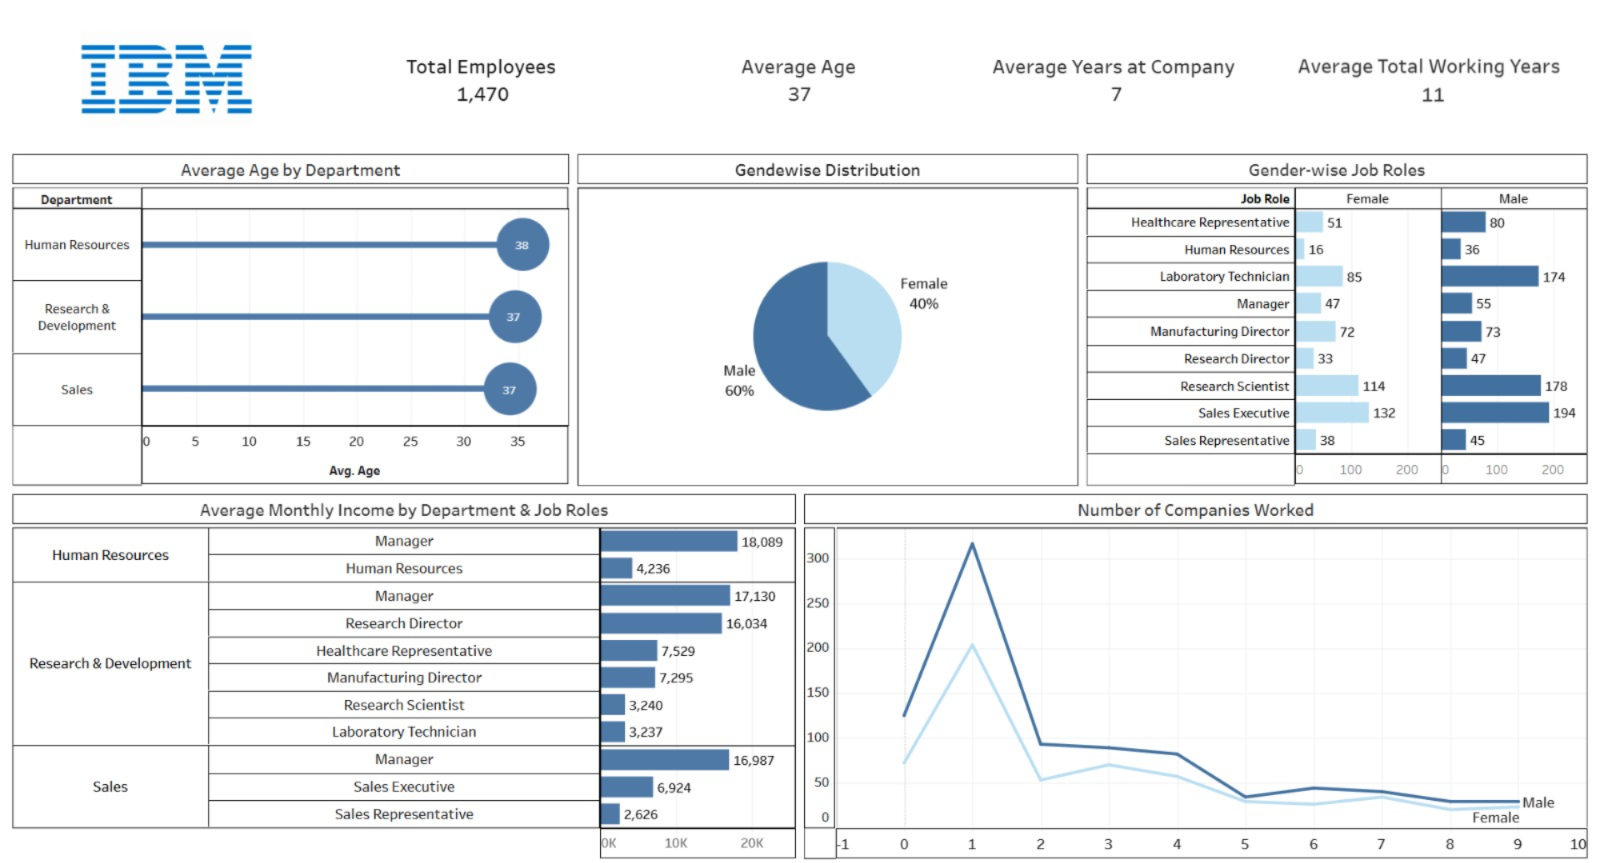 IBM
Total Employees
1,470
Average Age
37
Average Years at Company
7
Average Total Working Years
11
Average Age by Department
Department
Human Resources
38
Research &
Development
37
Sales
37
0 5 10 15 20 25 30 35
Avg. Age
Gendewise Distribution
Female
40%
Male
60%
Gender-wise Job Roles
Job Role Female Male
Healthcare Representative 51 80
Human Resources 16 36
Laboratory Technician 85 174
Manager 47 55
Manufacturing Director 72 73
Research Director 33 47
Research Scientist 114 178
Sales Executive 132 194
Sales Representative 38 45
0 100 200 0 100 200
Average Monthly Income by Department & Job Roles
Human Resources
Manager 18,089
Human Resources 4,236
Research & Development
Manager 17,130
Research Director 16,034
Healthcare Representative 7,529
Manufacturing Director 7,295
Research Scientist 3,240
Laboratory Technician 3,237
Sales
Manager 16,987
Sales Executive 6,924
Sales Representative 2,626
0K 10K 20K
Number of Companies Worked
300
250
200
150
100
50
0
Male
Female
-1 0 1 2 3 4 5 6 7 8 9 10